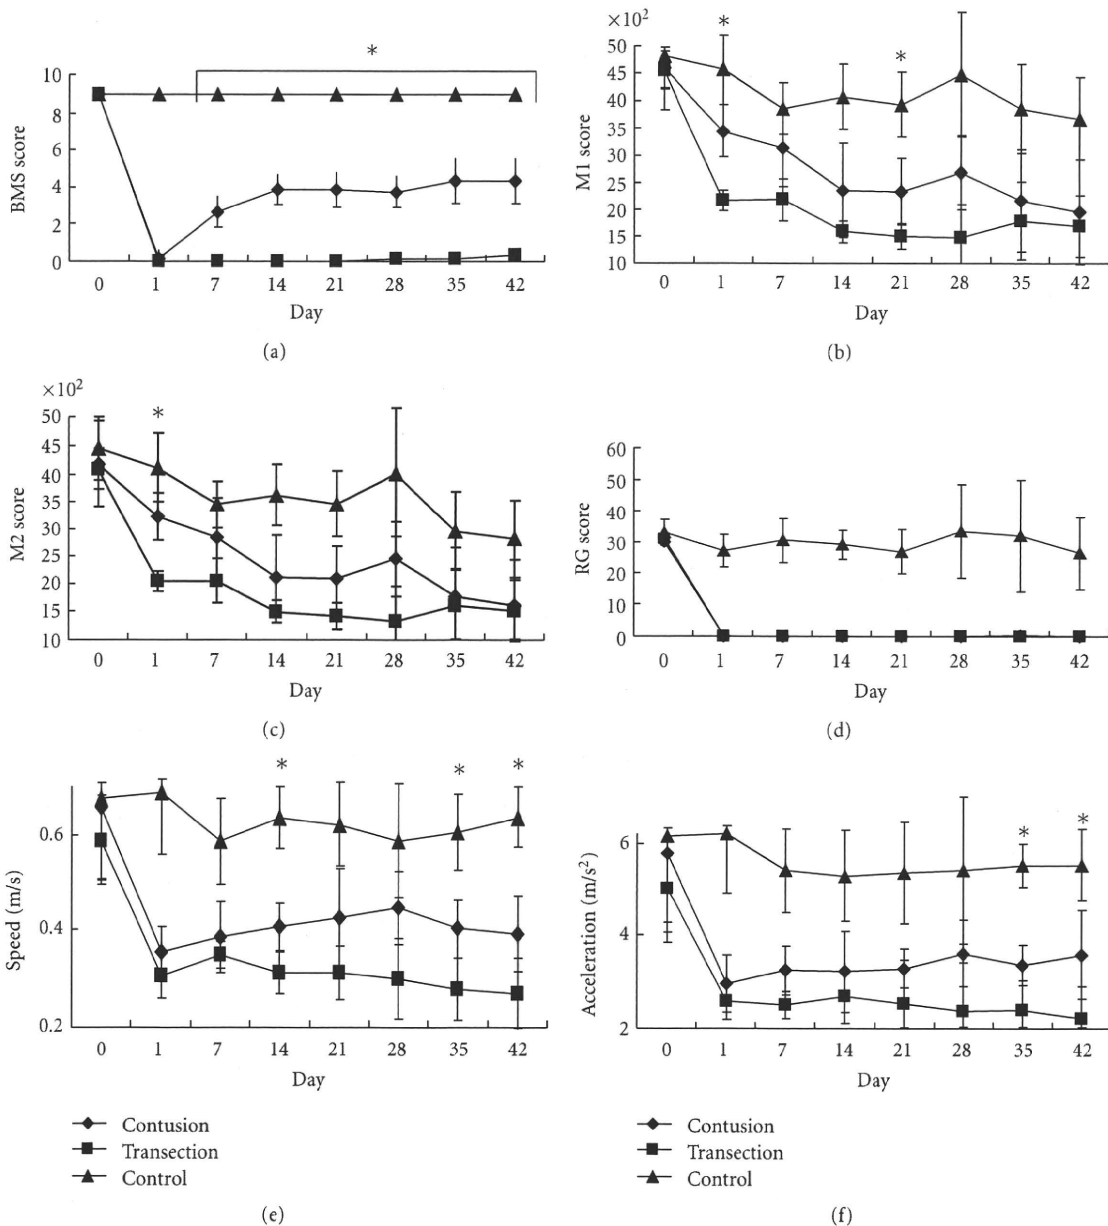 *
10
8
6
4
2
0
BMS score
0 1 7 14 21 28 35 42
Day
(a)
×10²
* *
50
45
40
35
30
25
20
15
10
M1 score
0 1 7 14 21 28 35 42
Day
(b)
×10²
*
50
45
40
35
30
25
20
15
10
M2 score
0 1 7 14 21 28 35 42
Day
(c)
60
50
40
30
20
10
0
RG score
0 1 7 14 21 28 35 42
Day
(d)
* * *
0.6
0.4
0.2
Speed (m/s)
0 1 7 14 21 28 35 42
Day
Contusion
Transection
Control
(e)
* *
6
4
2
Acceleration (m/s²)
0 1 7 14 21 28 35 42
Day
Contusion
Transection
Control
(f)